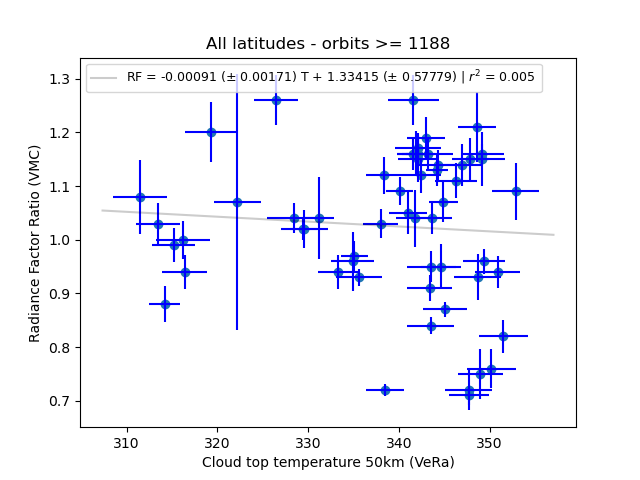 All latitudes - orbits >= 1188
RF = -0.00091 (± 0.00171) T + 1.33415 (± 0.57779) | r² = 0.005
Radiance Factor Ratio (VMC)
1.3
1.2
1.1
1.0
0.9
0.8
0.7
310 320 330 340 350
Cloud top temperature 50km (VeRa)